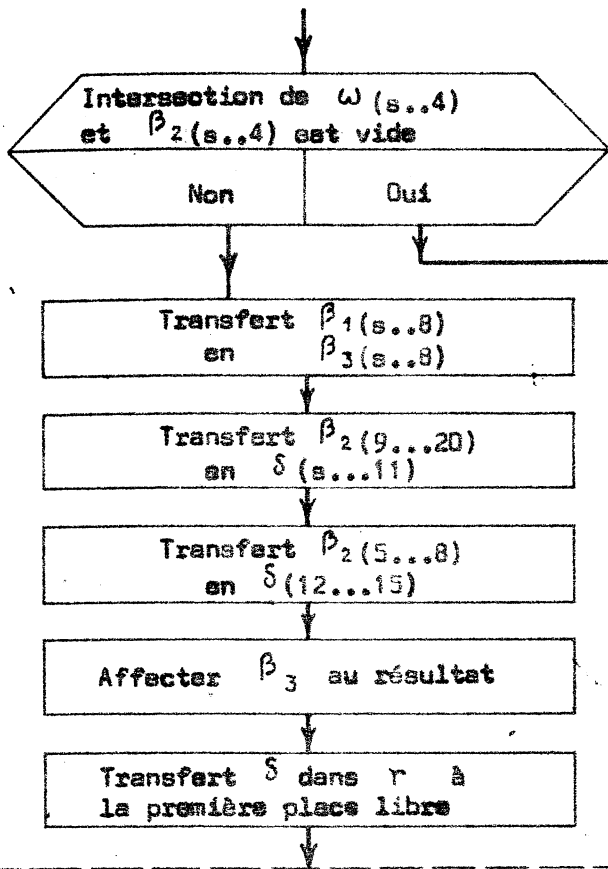 Intersection de ω(s..4)
et β₂(s..4) est vide
Non Oui
Transfert β₁(s..8)
en β₃(s..8)
Transfert β₂(9...20)
en δ(s...11)
Transfert β₂(5...8)
en δ(12...15)
Affecter β₃ au résultat
Transfert δ dans r à
la première place libre